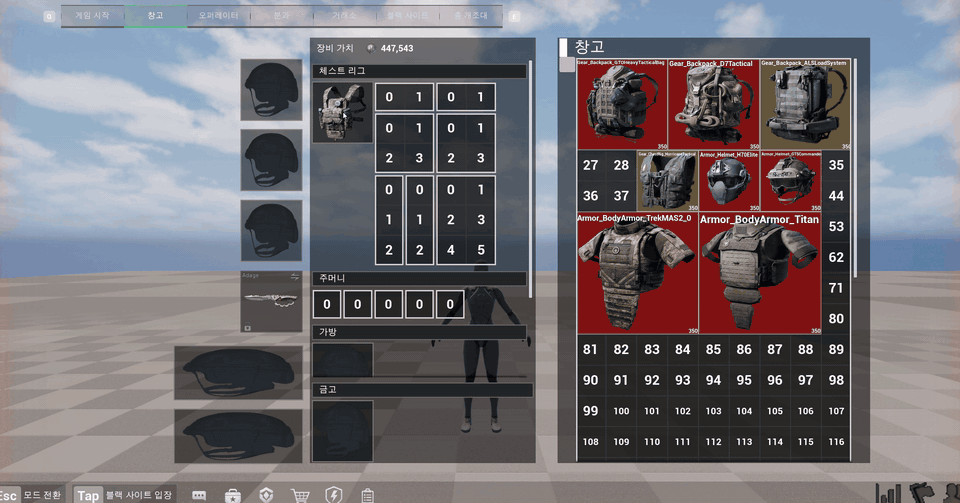 Q 게임 시작 창고 오퍼레이터 분과 거래소 블랙 사이트 E
장비 가치 447,543
체스트 리그
0 1 0 1
0 1 0 1
2 3 2 3
0 0 0 1
1 1 2 3
2 2 4 5
주머니
0 0 0 0 0
가방
금고
Adage
창고
Gear_Backpack_GTOHeavyTacticalBag Gear_Backpack_D7Tactical Gear_Backpack_ALSLoadSystem
350 350 350
27 28 Armor_Helmet_H70Elite Armor_Helmet_GT5Commando 35
36 37 350 350 350 44
Armor_BodyArmor_TrekMAS2_0 Armor_BodyArmor_Titan 53
62
71
350 350 80
81 82 83 84 85 86 87 88 89
90 91 92 93 94 95 96 97 98
99 100 101 102 103 104 105 106 107
108 109 110 111 112 113 114 115 116
Esc 모드 전환 Tap 블랙 사이트 입장